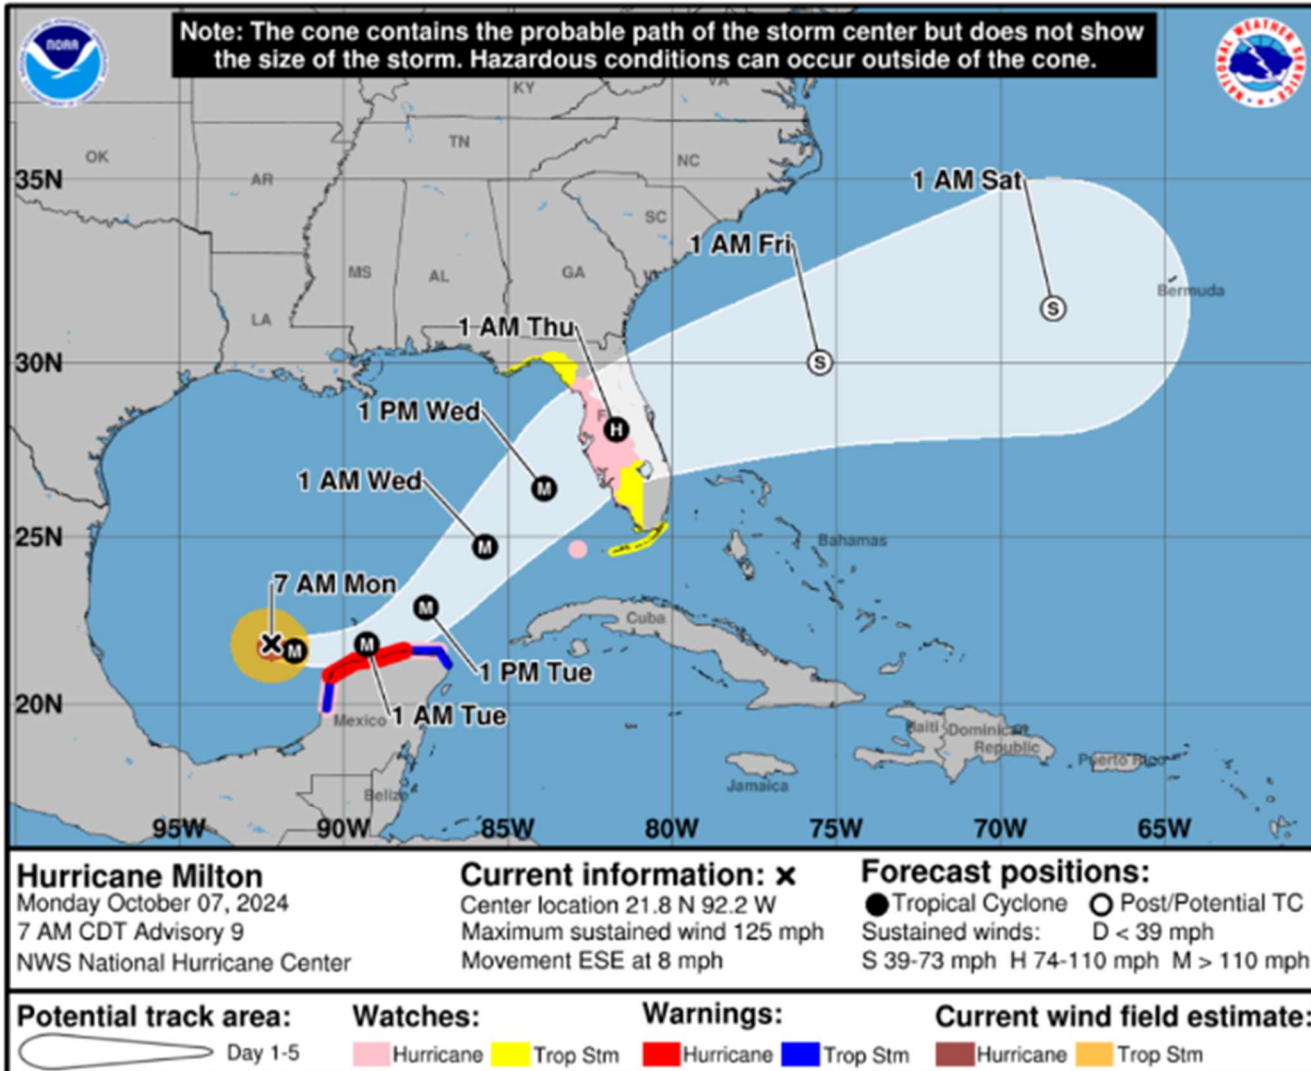 Note: The cone contains the probable path of the storm center but does not show
the size of the storm. Hazardous conditions can occur outside of the cone.
NOAA
NATIONAL WEATHER SERVICE
KY
VA
OK
TN
NC
AR
35N
1 AM Sat
SC
1 AM Fri
MS
AL
GA
Bermuda
LA
1 AM Thu
30N
1 PM Wed
F
H
S
S
1 AM Wed
M
25N
M
Bahamas
7 AM Mon
M
Cuba
M
M
1 PM Tue
20N
Mexico
1 AM Tue
Haiti
Dominican
Republic
Puerto Rico
Jamaica
Belize
95W
90W
85W
80W
75W
70W
65W
Hurricane Milton
Monday October 07, 2024
7 AM CDT Advisory 9
NWS National Hurricane Center
Current information: x
Center location 21.8 N 92.2 W
Maximum sustained wind 125 mph
Movement ESE at 8 mph
Forecast positions:
Tropical Cyclone Post/Potential TC
Sustained winds: D < 39 mph
S 39-73 mph H 74-110 mph M > 110 mph
Potential track area:
Day 1-5
Watches:
Hurricane Trop Stm
Warnings:
Hurricane Trop Stm
Current wind field estimate:
Hurricane Trop Stm